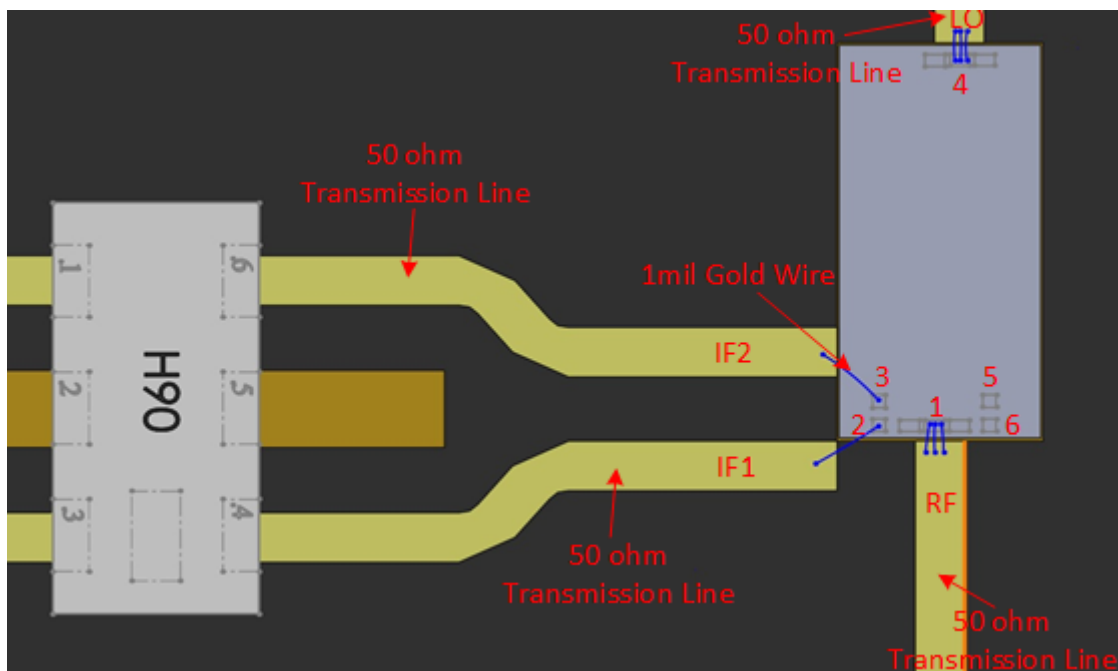 LO
50 ohm
Transmission Line
4
50 ohm
Transmission Line
1
6
1mil Gold Wire
IF2
H90
2
5
3
5
1
2
6
IF1
3
4
RF
50 ohm
Transmission Line
50 ohm
Transmission Line